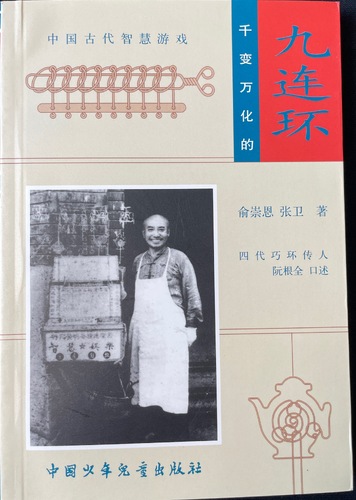 中国古代智慧游戏
千变万化的
九连环
俞崇恩 张卫 著
四代巧环传人
阮根全 口述
中国少年儿童出版社